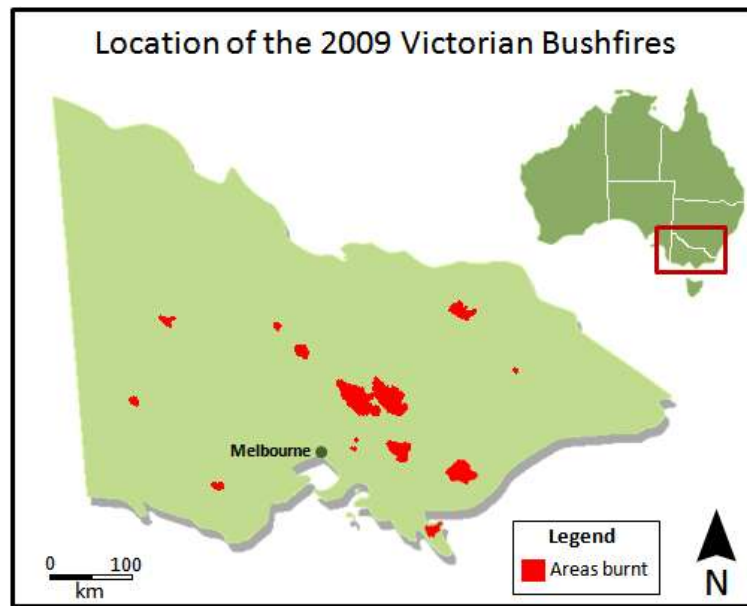 Location of the 2009 Victorian Bushfires
Melbourne
0 100
km
Legend
Areas burnt
N